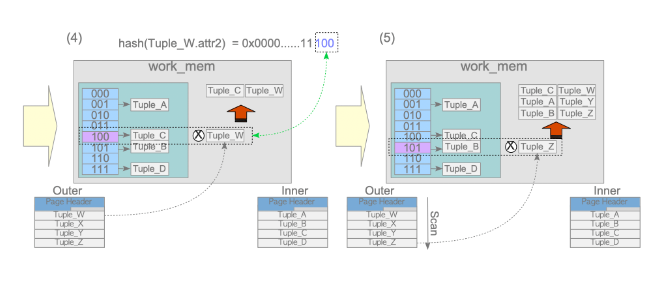 (4)
hash(Tuple_W.attr2) = 0x0000......11 100
work_mem
000
001
010
011
100
101
110
111
Tuple_A
Tuple_C
Tuple_B
Tuple_D
Tuple_C Tuple_W
X Tuple_W
Outer
Page Header
Tuple_W
Tuple_X
Tuple_Y
Tuple_Z
Inner
Page Header
Tuple_A
Tuple_B
Tuple_C
Tuple_D
(5)
work_mem
000
001
010
011
100
101
110
111
Tuple_A
Tuple_C
Tuple_B
Tuple_D
Tuple_C Tuple_W
Tuple_A Tuple_Y
Tuple_B Tuple_Z
X Tuple_Z
Outer
Page Header
Tuple_W
Tuple_X
Tuple_Y
Tuple_Z
Scan
Inner
Page Header
Tuple_A
Tuple_B
Tuple_C
Tuple_D